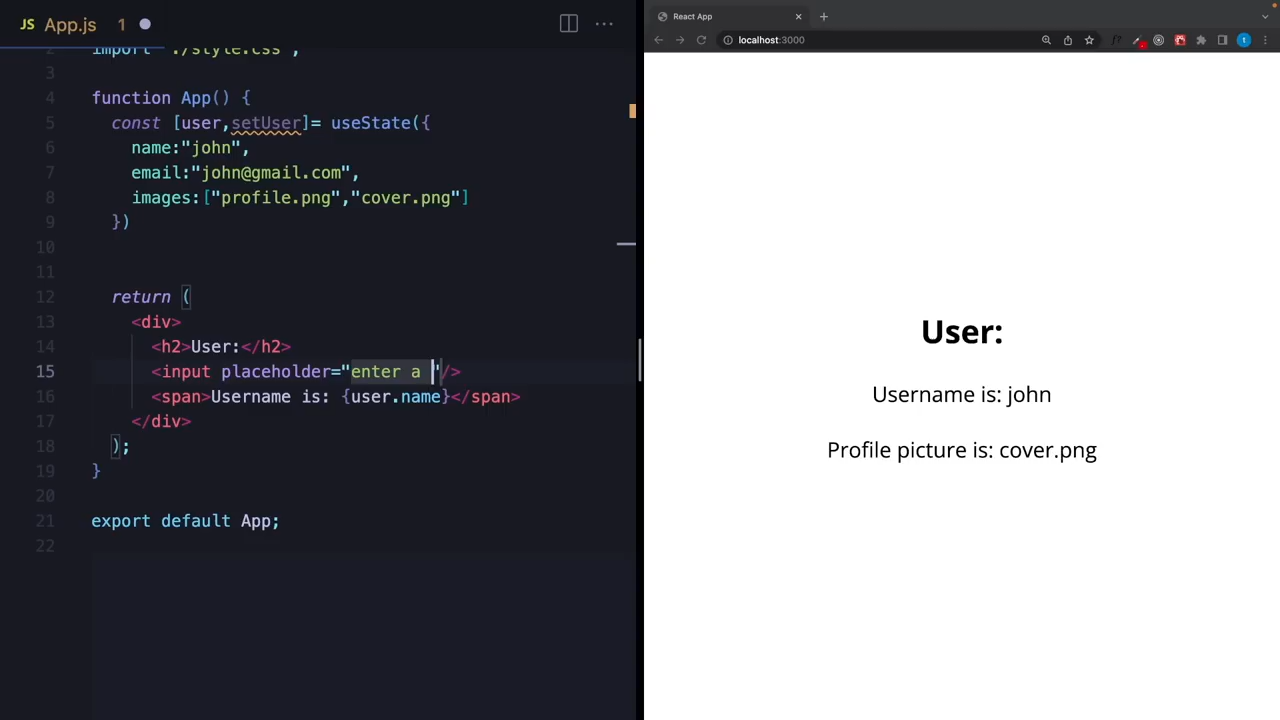 JS App.js 1
2 import "./style.css";
3
4 function App() {
5 const [user,setUser]= useState({
6 name:"john",
7 email:"john@gmail.com",
8 images:["profile.png","cover.png"]
9 })
10
11
12 return (
13 <div>
14 <h2>User:</h2>
15 <input placeholder="enter a "/>
16 <span>Username is: {user.name}</span>
17 </div>
18 );
19 }
20
21 export default App;
22
React App
localhost:3000
f?
t
User:
Username is: john
Profile picture is: cover.png